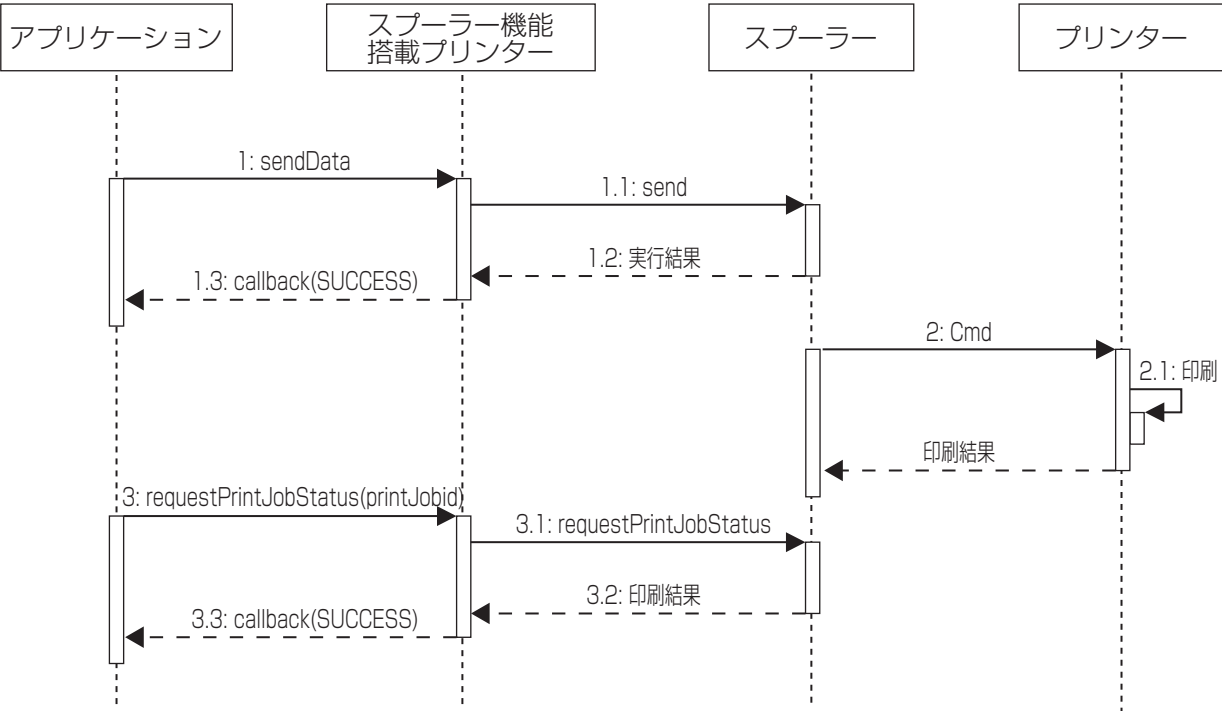 アプリケーション
スプーラー機能
搭載プリンター
スプーラー
プリンター
1: sendData
1.1: send
1.2: 実行結果
1.3: callback(SUCCESS)
2: Cmd
2.1: 印刷
印刷結果
3: requestPrintJobStatus(printJobid)
3.1: requestPrintJobStatus
3.2: 印刷結果
3.3: callback(SUCCESS)